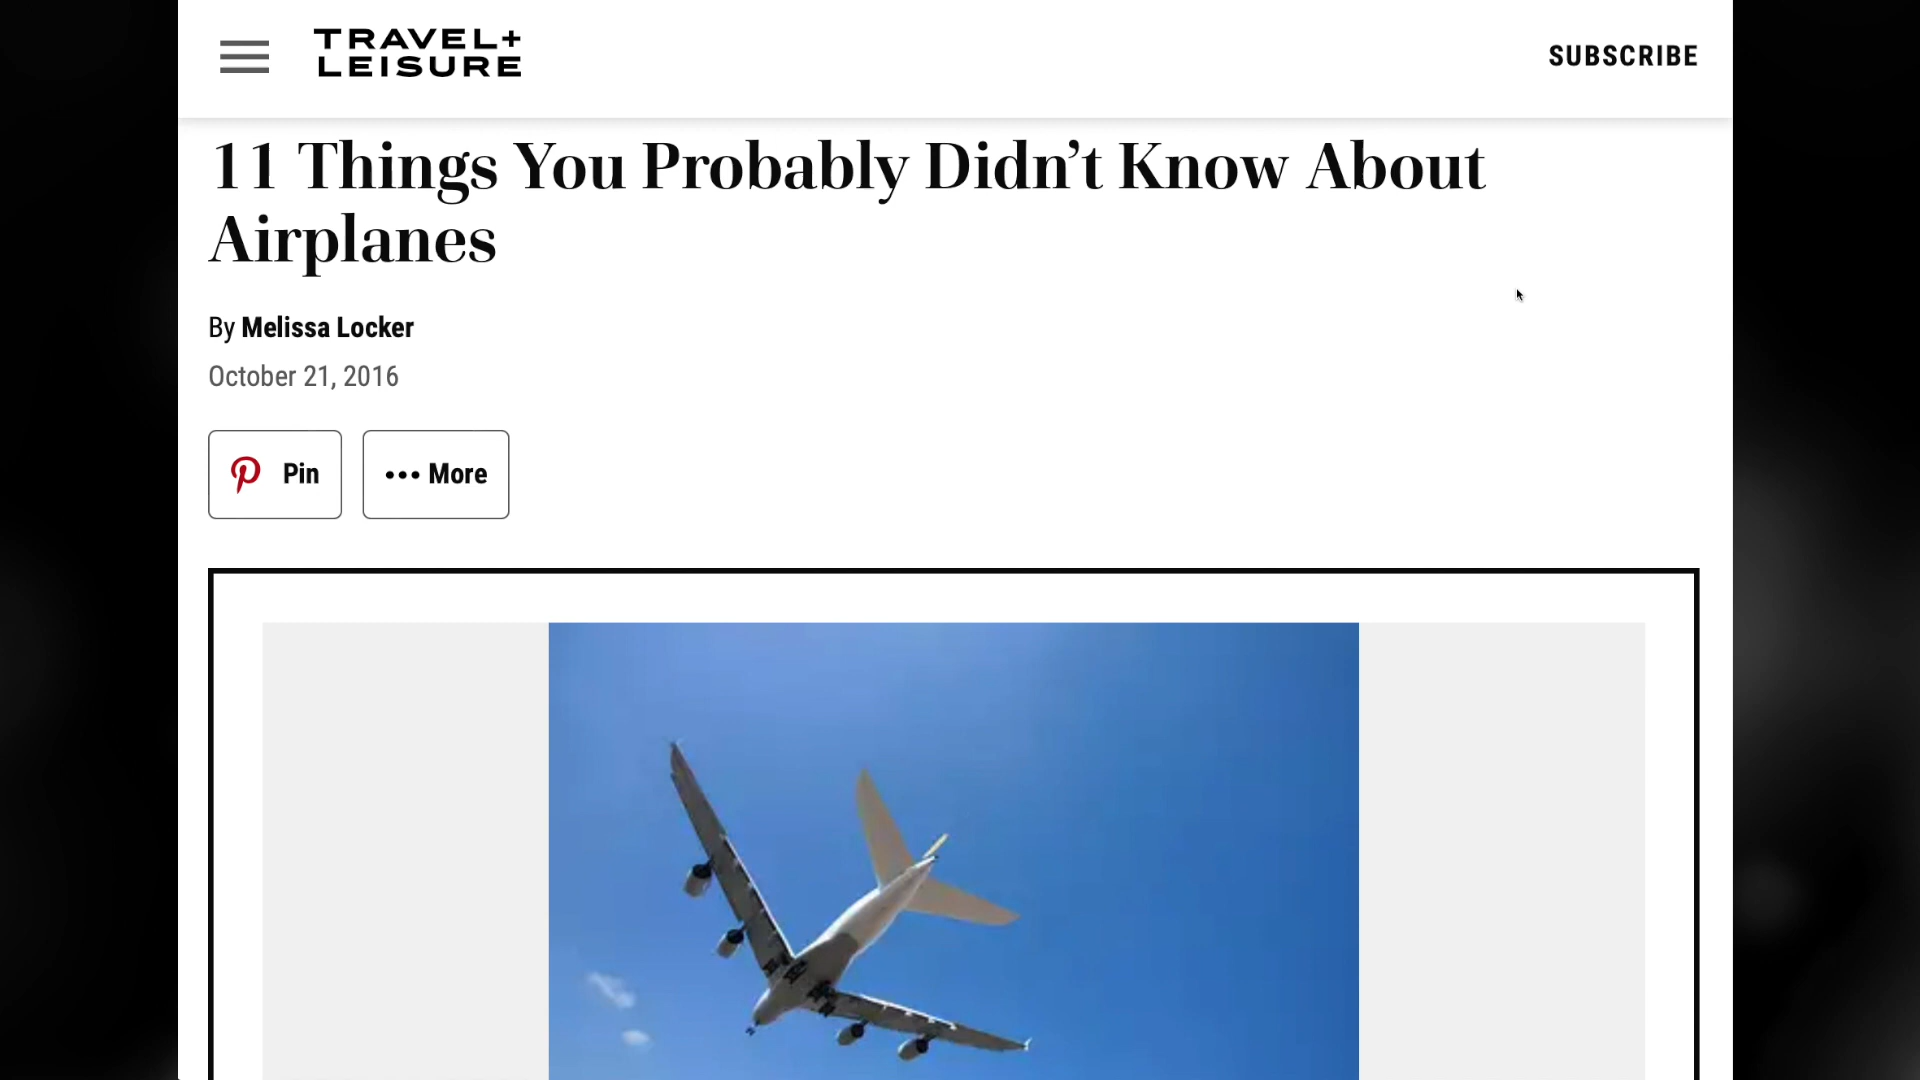 TRAVEL+
LEISURE
SUBSCRIBE
11 Things You Probably Didn’t Know About
Airplanes
By Melissa Locker
October 21, 2016
Pin
••• More